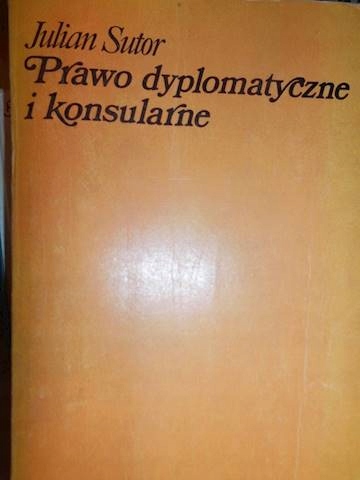 Julian Sutor
Prawo dyplomatyczne
i konsularne